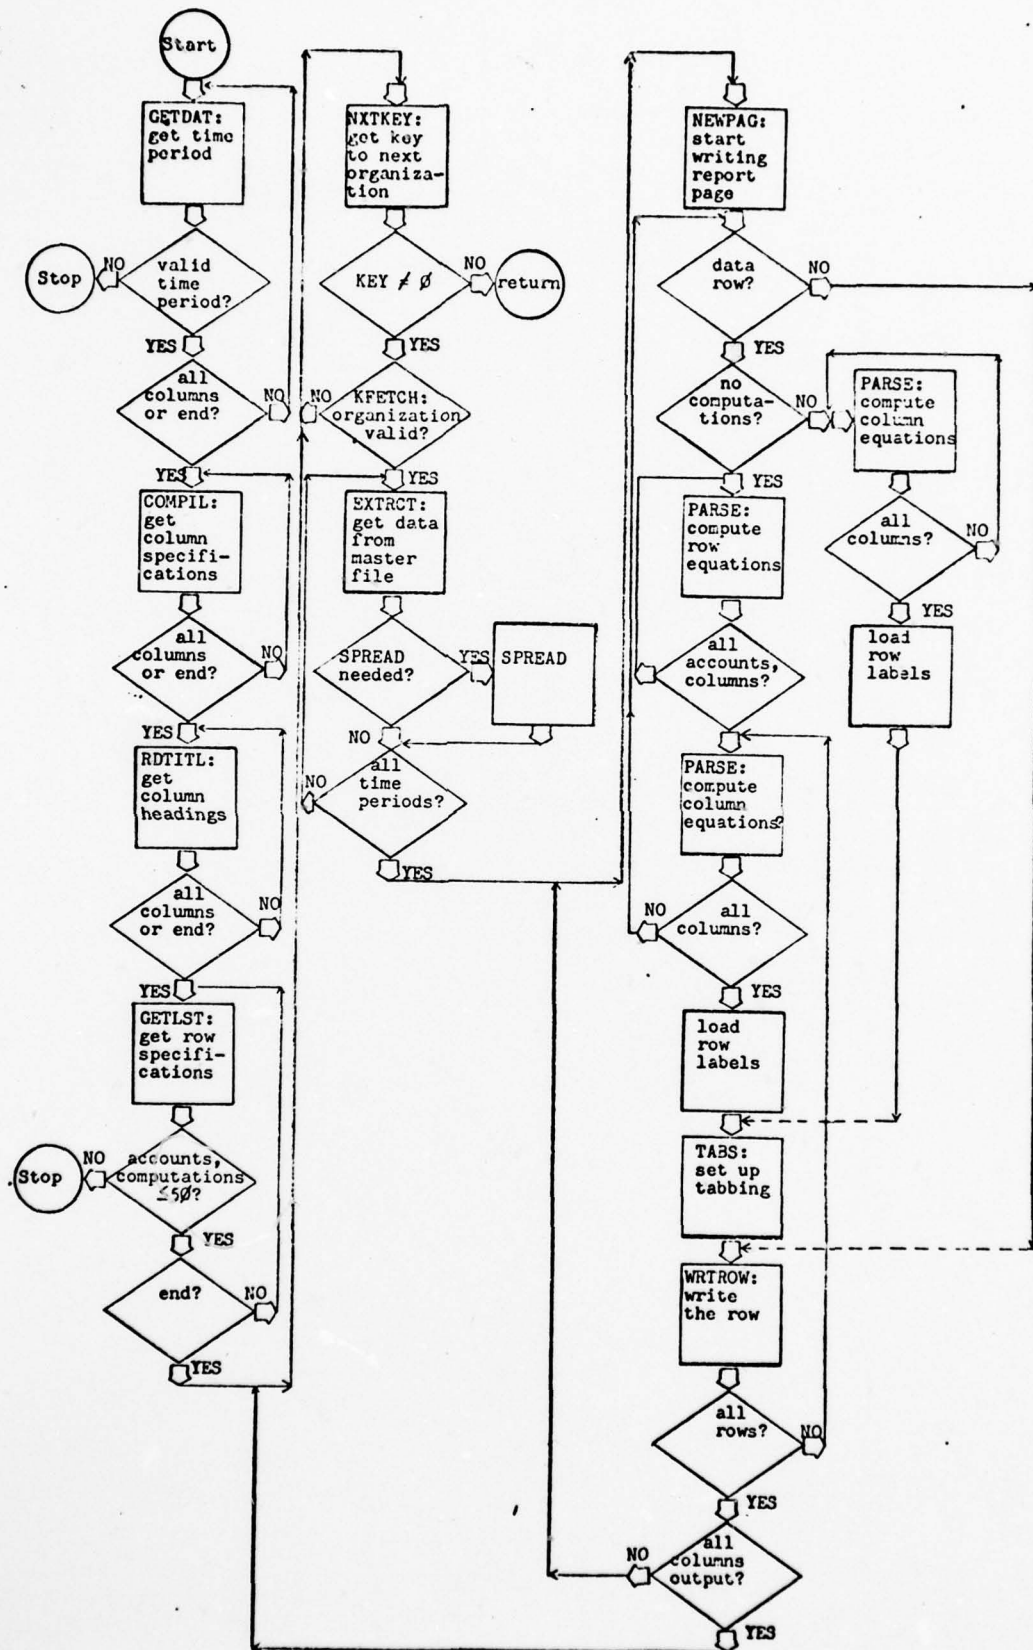 Start
GETDAT:
get time
period
Stop
NO
valid
time
period?
YES
all
columns
or end?
NO
YES
COMPIL:
get
column
specifi-
cations
all
columns
or end?
NO
YES
RDTITL:
get
column
headings
all
columns
or end?
NO
YES
GETLST:
get row
specifi-
cations
Stop
NO
accounts,
computations
≤5Ø?
YES
end?
NO
YES
NXTKEY:
get key
to next
organiza-
tion
KEY ≠ Ø
NO
return
YES
NO
KFETCH:
organization
valid?
YES
EXTRCT:
get data
from
master
file
SPREAD
needed?
YES
SPREAD
NO
NO
all
time
periods?
YES
NEWPAG:
start
writing
report
page
data
row?
NO
YES
no
computa-
tions?
NO
PARSE:
compute
column
equations
YES
all
columns?
NO
YES
load
row
labels
PARSE:
compute
row
equations
all
accounts,
columns?
PARSE:
compute
column
equations?
NO
all
columns?
YES
load
row
labels
TABS:
set up
tabbing
WRTROW:
write
the row
all
rows?
NO
YES
NO
all
columns
output?
YES